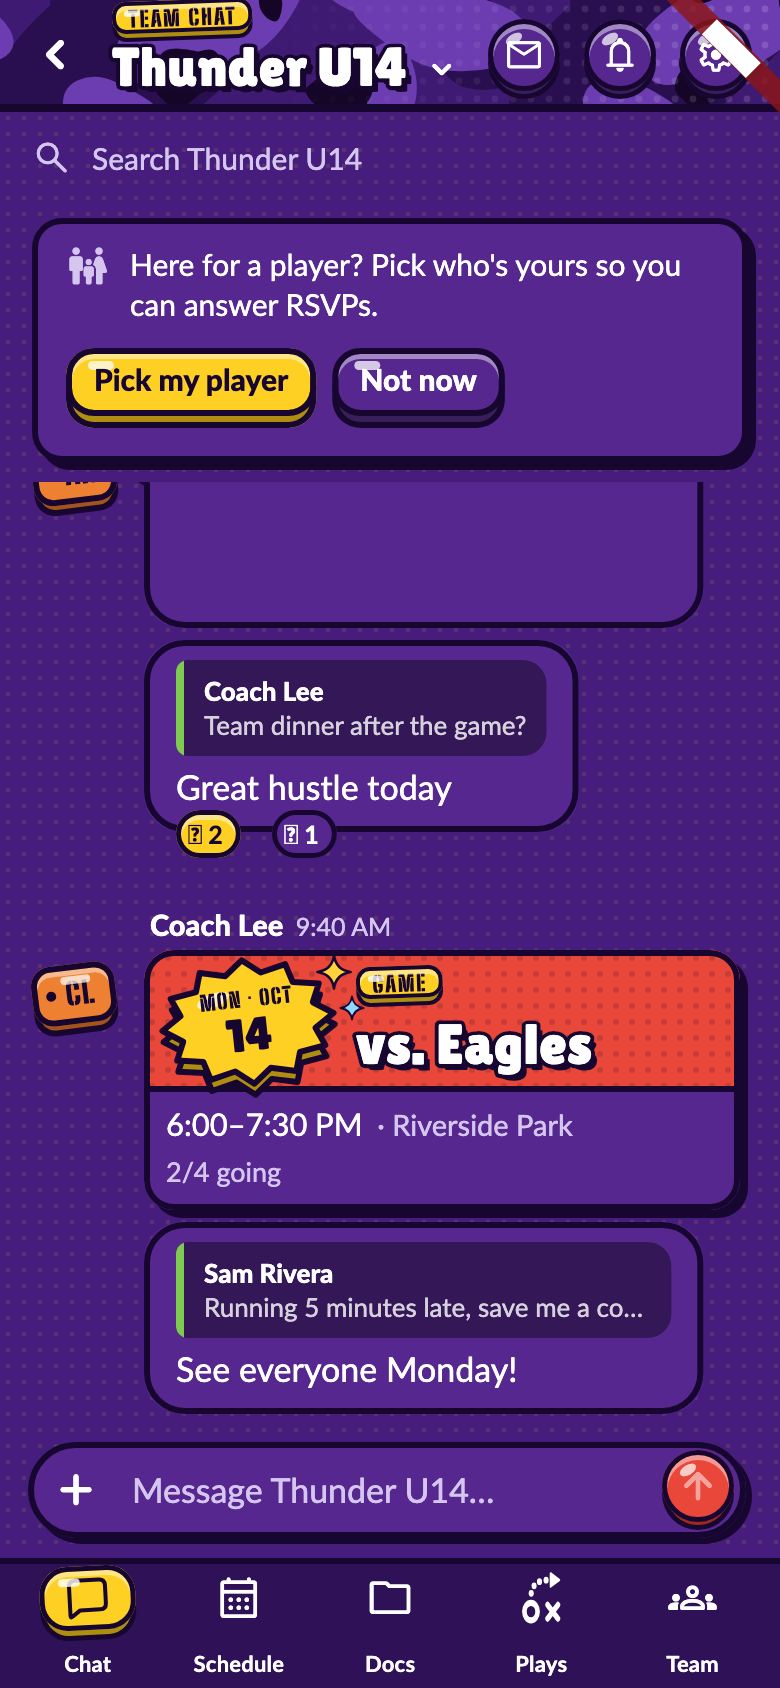 TEAM CHAT
Thunder U14
Search Thunder U14
Here for a player? Pick who's yours so you
can answer RSVPs.
Pick my player
Not now
Coach Lee
Team dinner after the game?
Great hustle today
2
1
Coach Lee 9:40 AM
CL
MON · OCT
14
GAME
vs. Eagles
6:00–7:30 PM · Riverside Park
2/4 going
Sam Rivera
Running 5 minutes late, save me a co...
See everyone Monday!
Message Thunder U14...
Chat
Schedule
Docs
Plays
Team